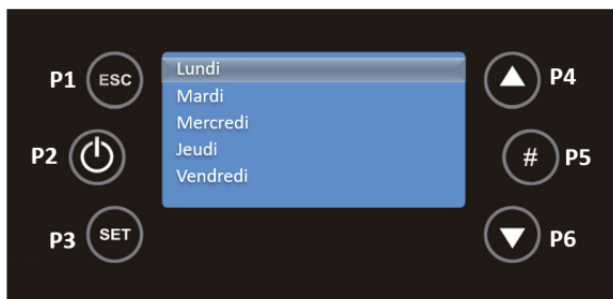 P1 ESC
Lundi
Mardi
Mercredi
Jeudi
Vendredi
P4
P2
# P5
P3 SET
P6